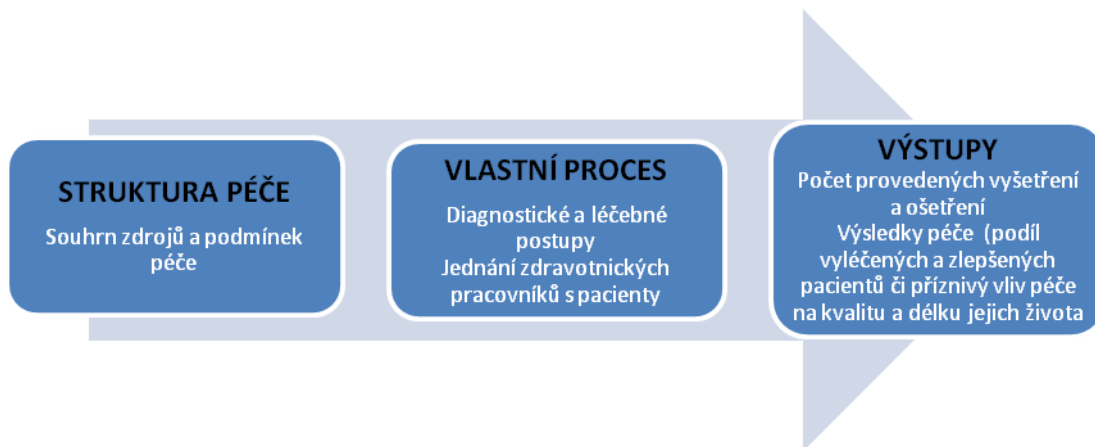 STRUKTURA PÉČE
Souhrn zdrojů a podmínek
péče
VLASTNÍ PROCES
Diagnostické a léčebné
postupy
Jednání zdravotnických
pracovníků s pacienty
VÝSTUPY
Počet provedených vyšetření
a ošetření
Výsledky péče (podíl
vyléčených a zlepšených
pacientů či příznivý vliv péče
na kvalitu a délku jejich života